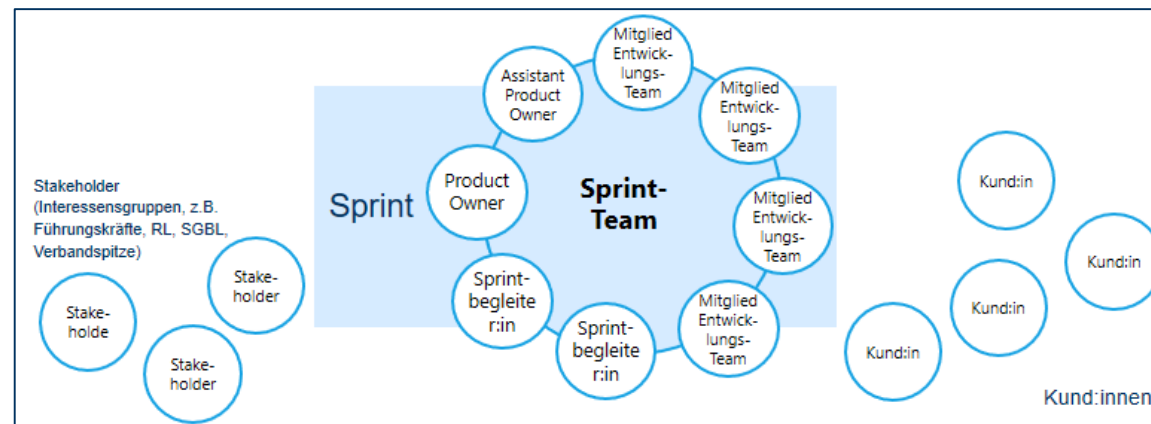 Stakeholder
(Interessensgruppen, z.B.
Führungskräfte, RL, SGBL,
Verbandspitze)
Stake-
holde
Stake-
holder
Stake-
holder
Sprint
Sprint-
Team
Product
Owner
Assistant
Product
Owner
Mitglied
Entwick-
lungs-
Team
Mitglied
Entwick-
lungs-
Team
Mitglied
Entwick-
lungs-
Team
Mitglied
Entwick-
lungs-
Team
Sprint-
begleite
r:in
Sprint-
begleite
r:in
Kund:in
Kund:in
Kund:in
Kund:in
Kund:innen